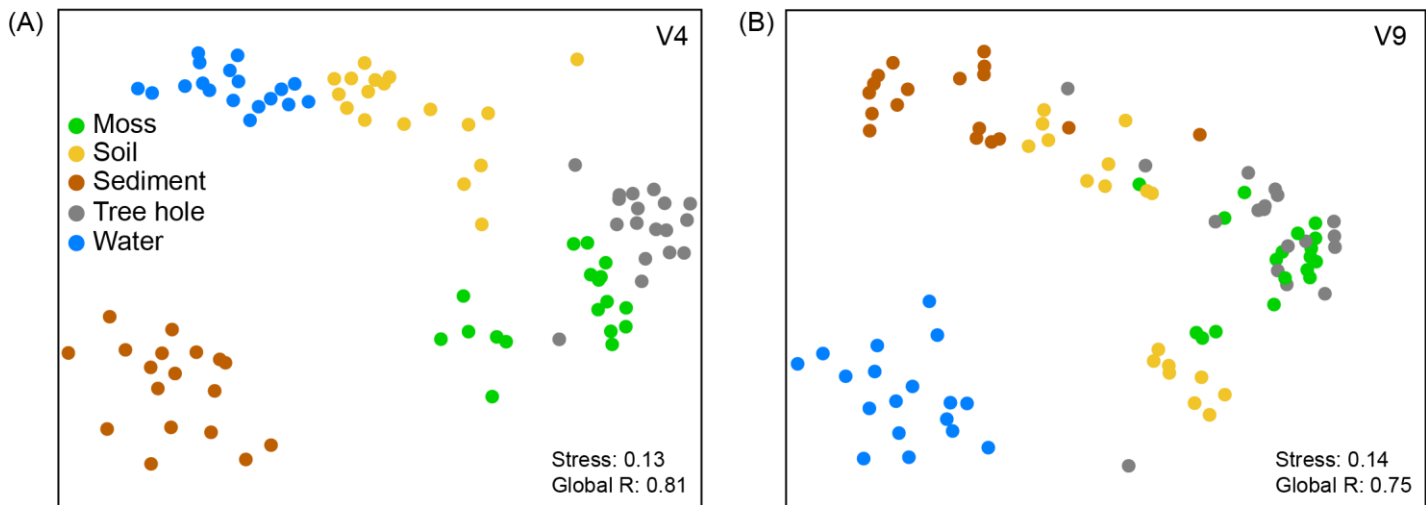 (A)
V4
Moss
Soil
Sediment
Tree hole
Water
Stress: 0.13
Global R: 0.81
(B)
V9
Stress: 0.14
Global R: 0.75